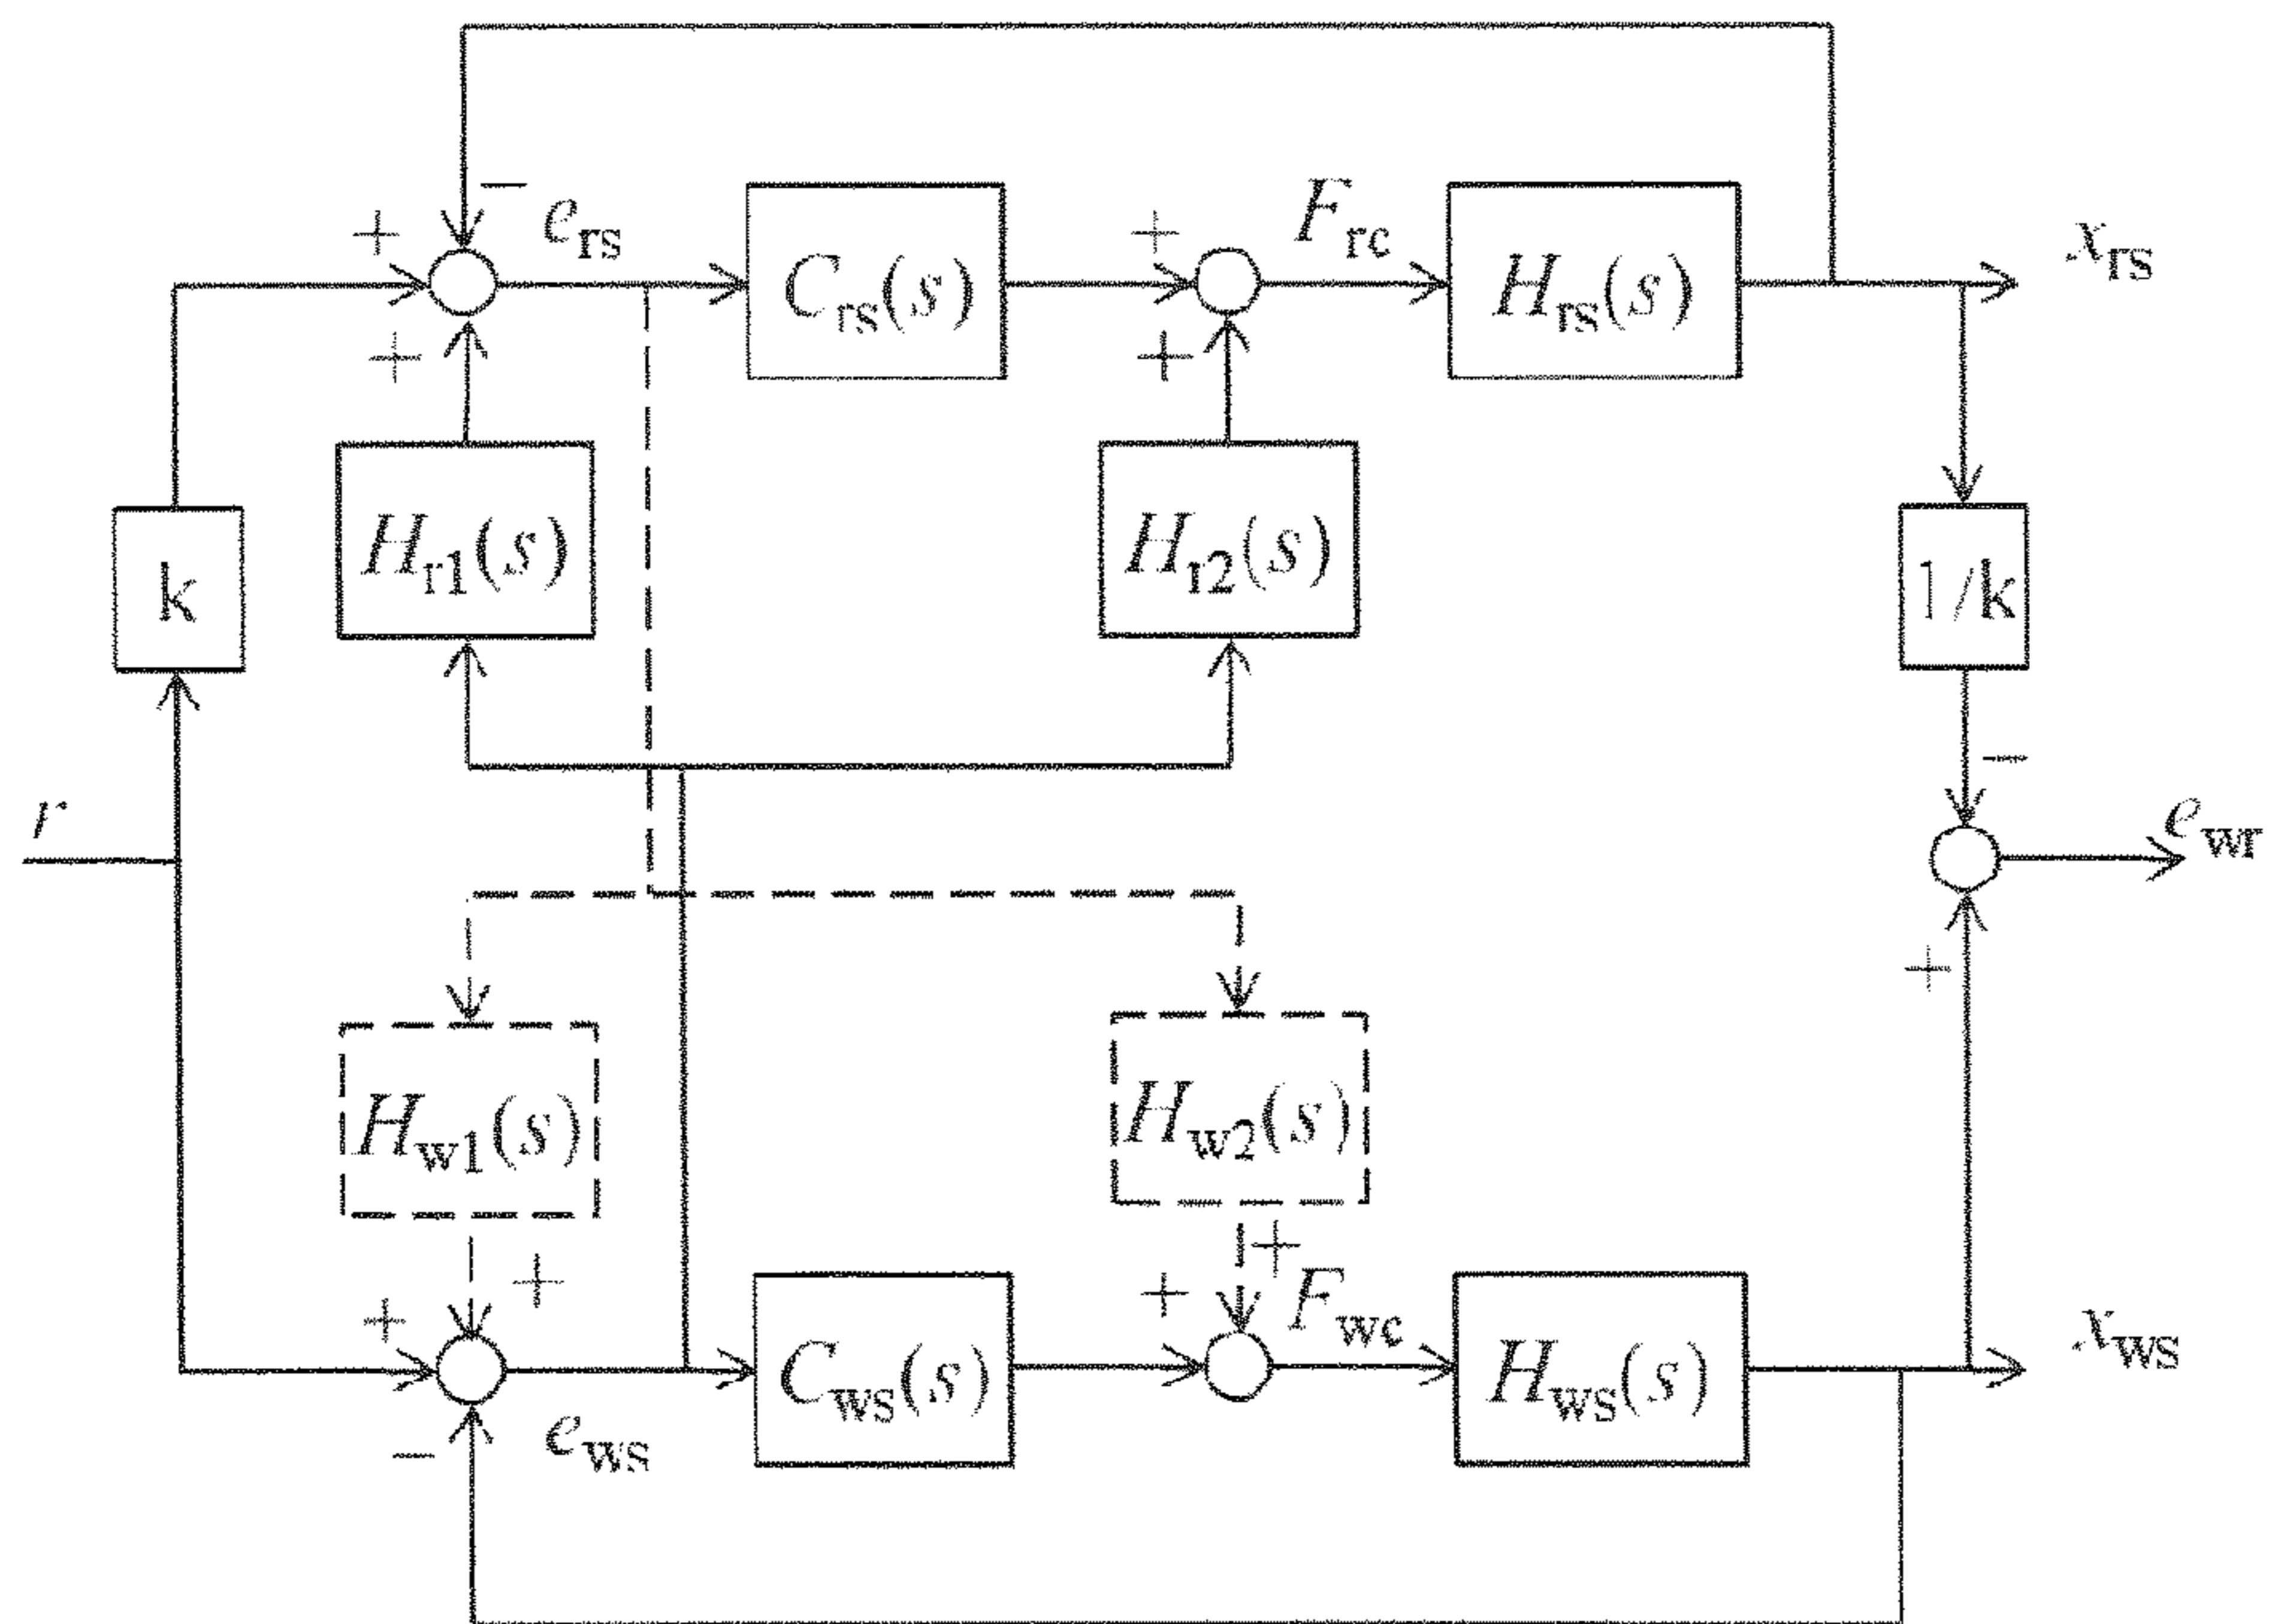 −
+ e_rs + F_rc x_rs
C_rs(s) H_rs(s)
+ +
k H_r1(s) H_r2(s) 1/k
−
r e_wr
+
H_w1(s) H_w2(s)
+ +
+ + F_wc x_ws
C_ws(s) H_ws(s)
− e_ws